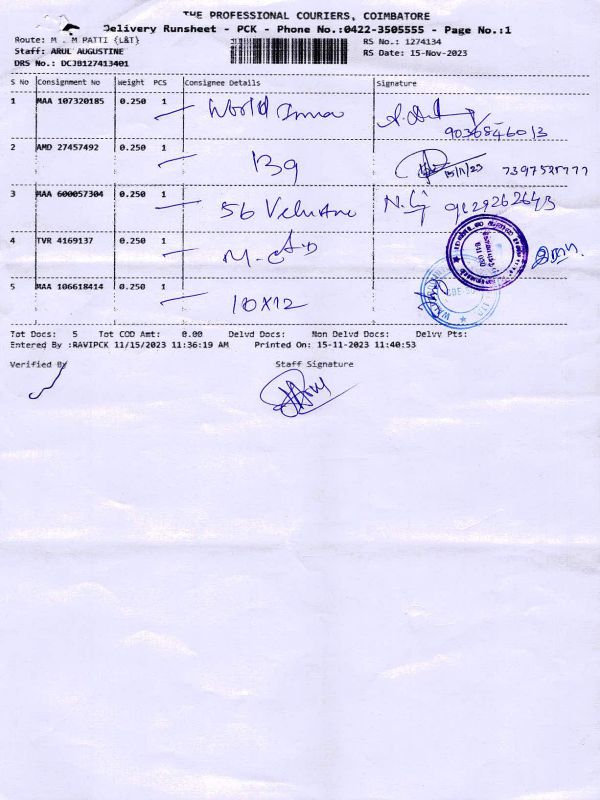 THE PROFESSIONAL COURIERS, COIMBATORE
Delivery Runsheet - PCK - Phone No.:0422-3505555 - Page No.:1
Route: M . M PATTI {L&T} RS No.: 1274134
Staff: ARUL AUGUSTINE RS Date: 15-Nov-2023
DRS No.: DCJB127413401
S No Consignment No Weight PCS Consignee Details Signature
1 MAA 107320185 0.250 1 World
9036846013
2 AMD 27457492 0.250 1 139
15/11/23
3 MAA 600057304 0.250 1 56 N.G 9629262643
4 TVR 4169137 0.250 1
5 MAA 106618414 0.250 1 10x12
Tot Docs: 5 Tot COD Amt: 0.00 Delvd Docs: Non Delvd Docs: Delvy Pts:
Entered By :RAVIPCK 11/15/2023 11:36:19 AM Printed On: 15-11-2023 11:40:53
Verified By Staff Signature